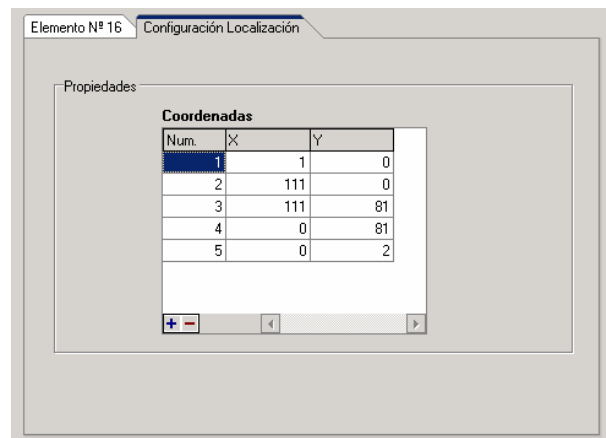 Elemento Nº 16 Configuración Localización
Propiedades
Coordenadas
Num. X Y
1 1 0
2 111 0
3 111 81
4 0 81
5 0 2
+ −